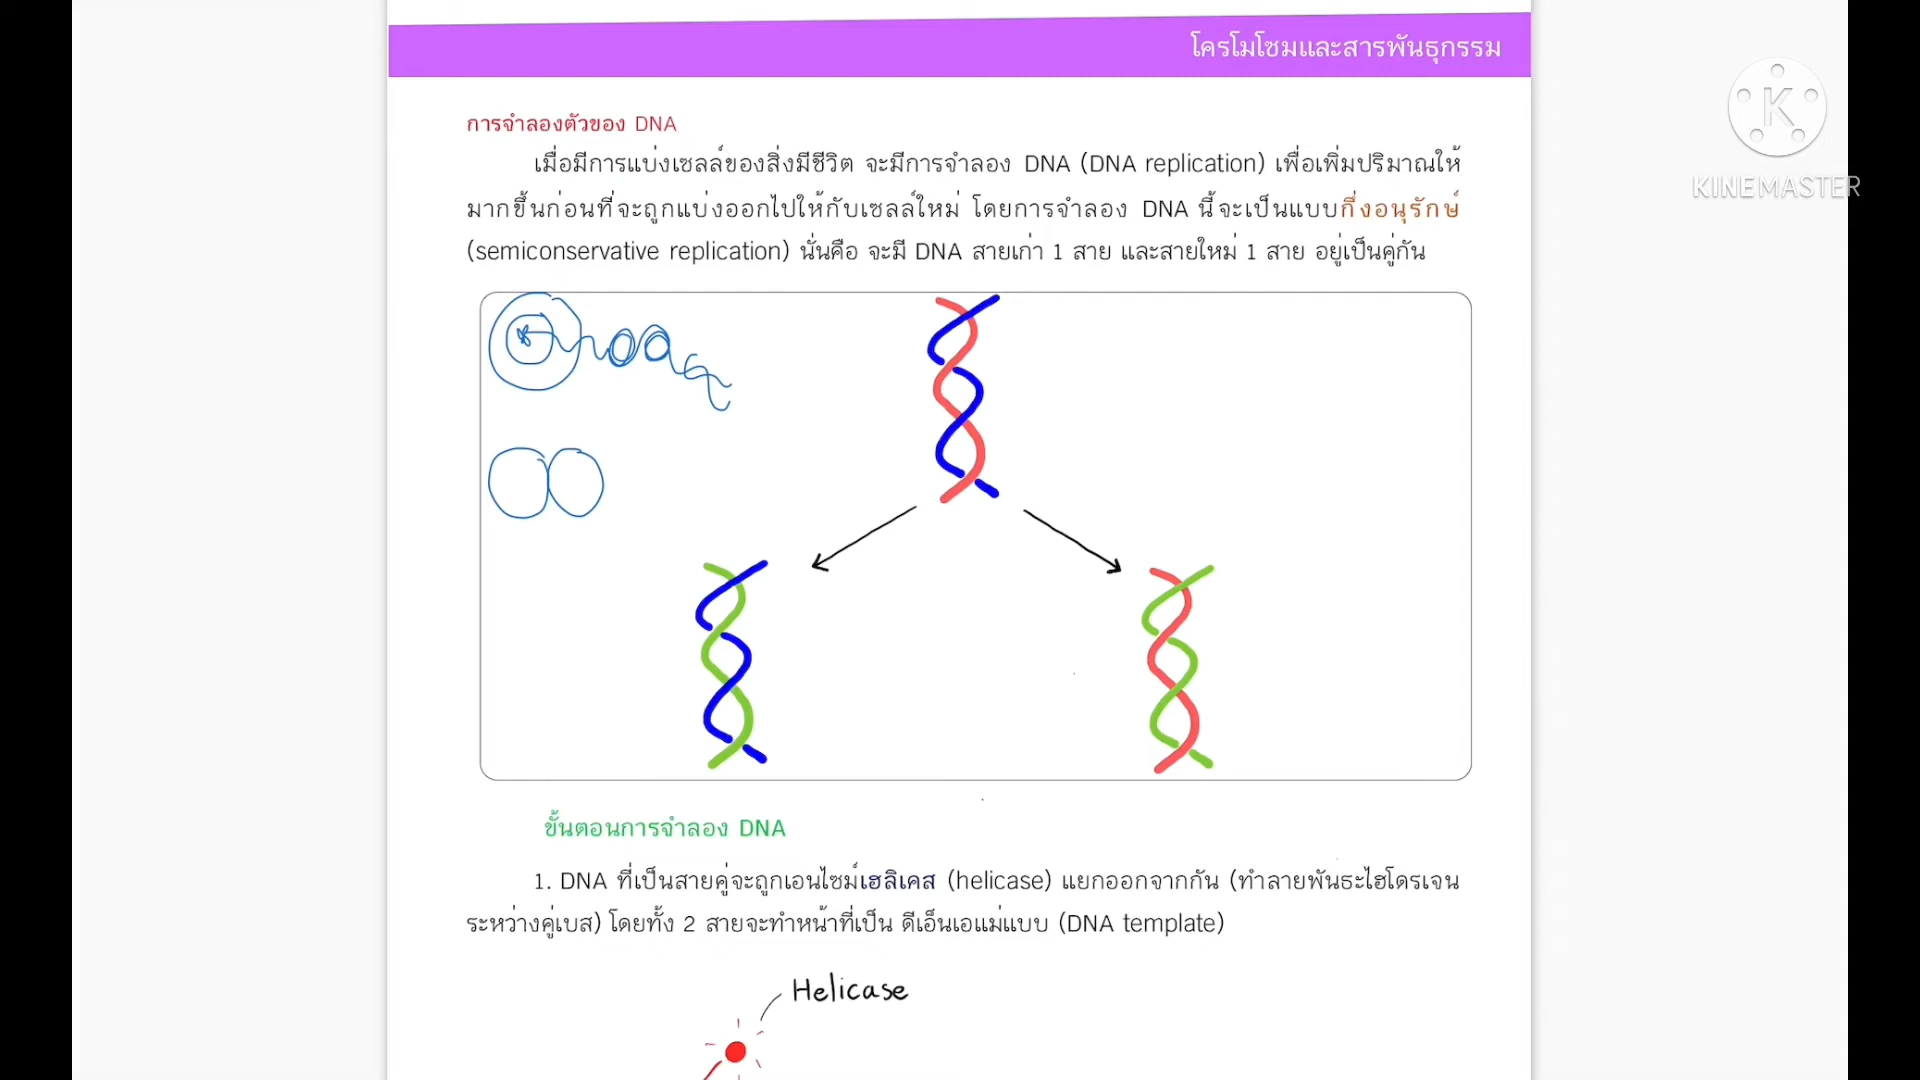 โครโมโซมและสารพันธุกรรม
K
KINEMASTER
การจำลองตัวของ DNA
เมื่อมีการแบ่งเซลล์ของสิ่งมีชีวิต จะมีการจำลอง DNA (DNA replication) เพื่อเพิ่มปริมาณให้
มากขึ้นก่อนที่จะถูกแบ่งออกไปให้กับเซลล์ใหม่ โดยการจำลอง DNA นี้จะเป็นแบบกึ่งอนุรักษ์
(semiconservative replication) นั่นคือ จะมี DNA สายเก่า 1 สาย และสายใหม่ 1 สาย อยู่เป็นคู่กัน
ขั้นตอนการจำลอง DNA
1. DNA ที่เป็นสายคู่จะถูกเอนไซม์เฮลิเคส (helicase) แยกออกจากกัน (ทำลายพันธะไฮโดรเจน
ระหว่างคู่เบส) โดยทั้ง 2 สายจะทำหน้าที่เป็น ดีเอ็นเอแม่แบบ (DNA template)
Helicase